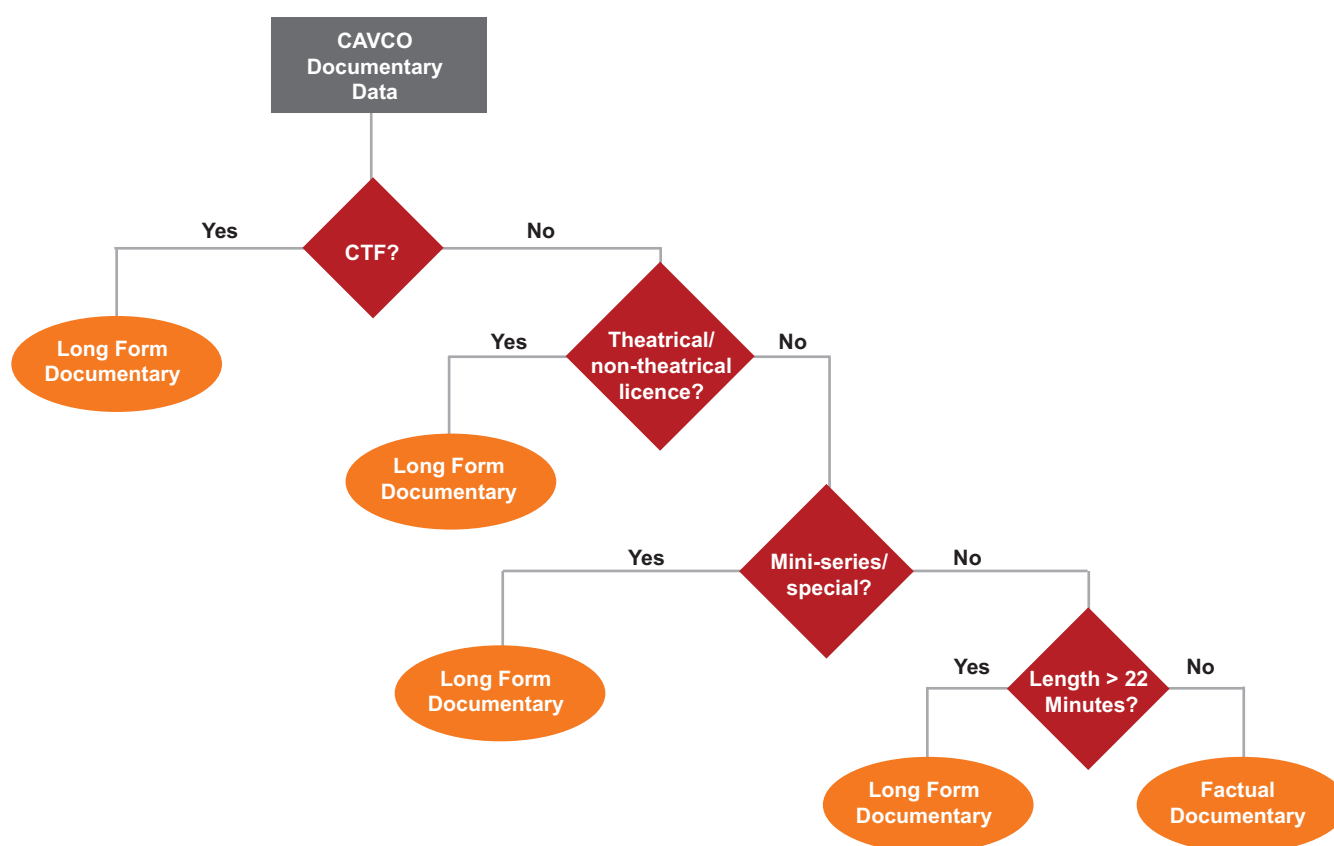 CAVCO
Documentary
Data
Yes
CTF?
No
Long Form
Documentary
Yes
Theatrical/
non-theatrical
licence?
No
Long Form
Documentary
Yes
Mini-series/
special?
No
Long Form
Documentary
Yes
Length > 22
Minutes?
No
Long Form
Documentary
Factual
Documentary